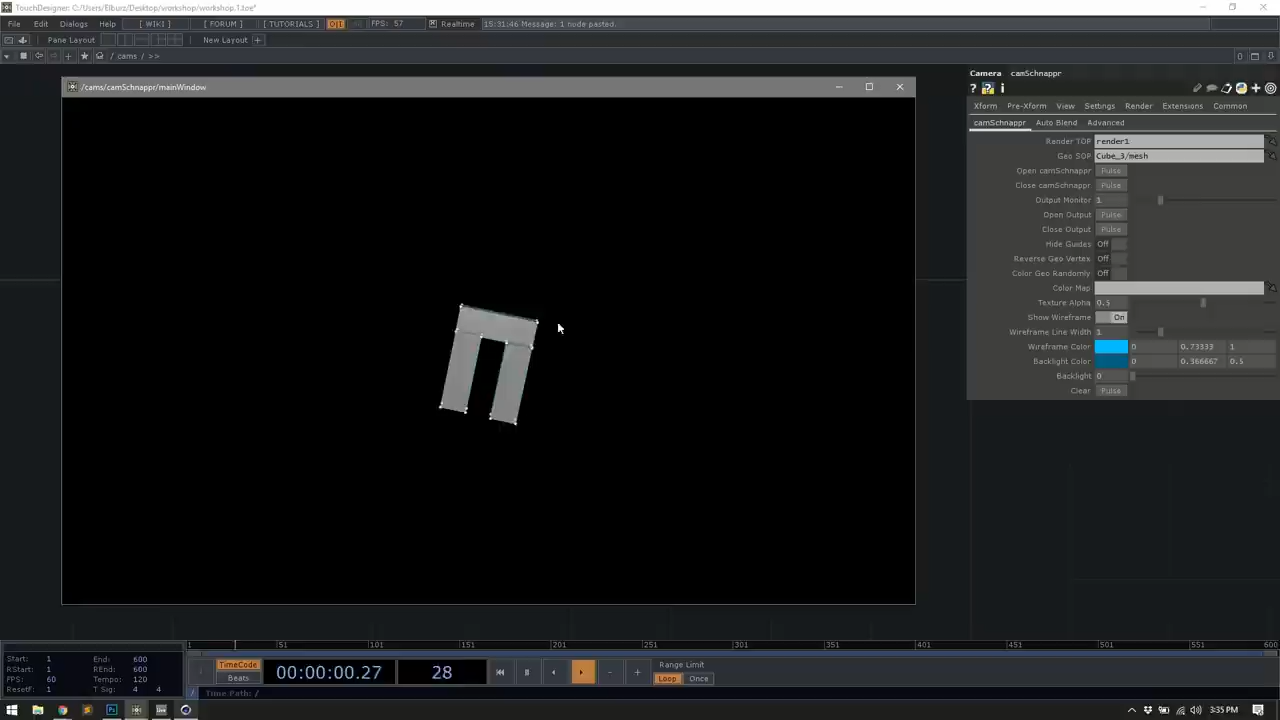 TouchDesigner: C:/Users/Elburz/Desktop/workshop/workshop.1.toe*
File Edit Dialogs Help [ WIKI ] [ FORUM ] [ TUTORIALS ] O|I FPS: 57 Realtime 15:31:46 Message: 1 node pasted.
Pane Layout New Layout +
/ cams / >> 0
/cams/camSchnappr/mainWindow
Camera camSchnappr
? ? i
Xform Pre-Xform View Settings Render Extensions Common
camSchnappr Auto Blend Advanced
Render TOP render1
Geo SOP Cube_3/mesh
Open camSchnappr Pulse
Close camSchnappr Pulse
Output Monitor 1
Open Output Pulse
Close Output Pulse
Hide Guides Off
Reverse Geo Vertex Off
Color Geo Randomly Off
Color Map
Texture Alpha 0.5
Show Wireframe On
Wireframe Line Width 1
Wireframe Color 0 0.73333 1
Backlight Color 0 0.366667 0.5
Backlight 0
Clear Pulse
1 51 101 151 201 251 301 351 401 451 501 551 600
Start: 1 End: 600
RStart: 1 REnd: 600
FPS: 60 Tempo: 120
ResetF: 1 T Sig: 4 4
TimeCode
Beats
00:00:00.27 28
Range Limit
Loop Once
/ Time Path: /
3:35 PM